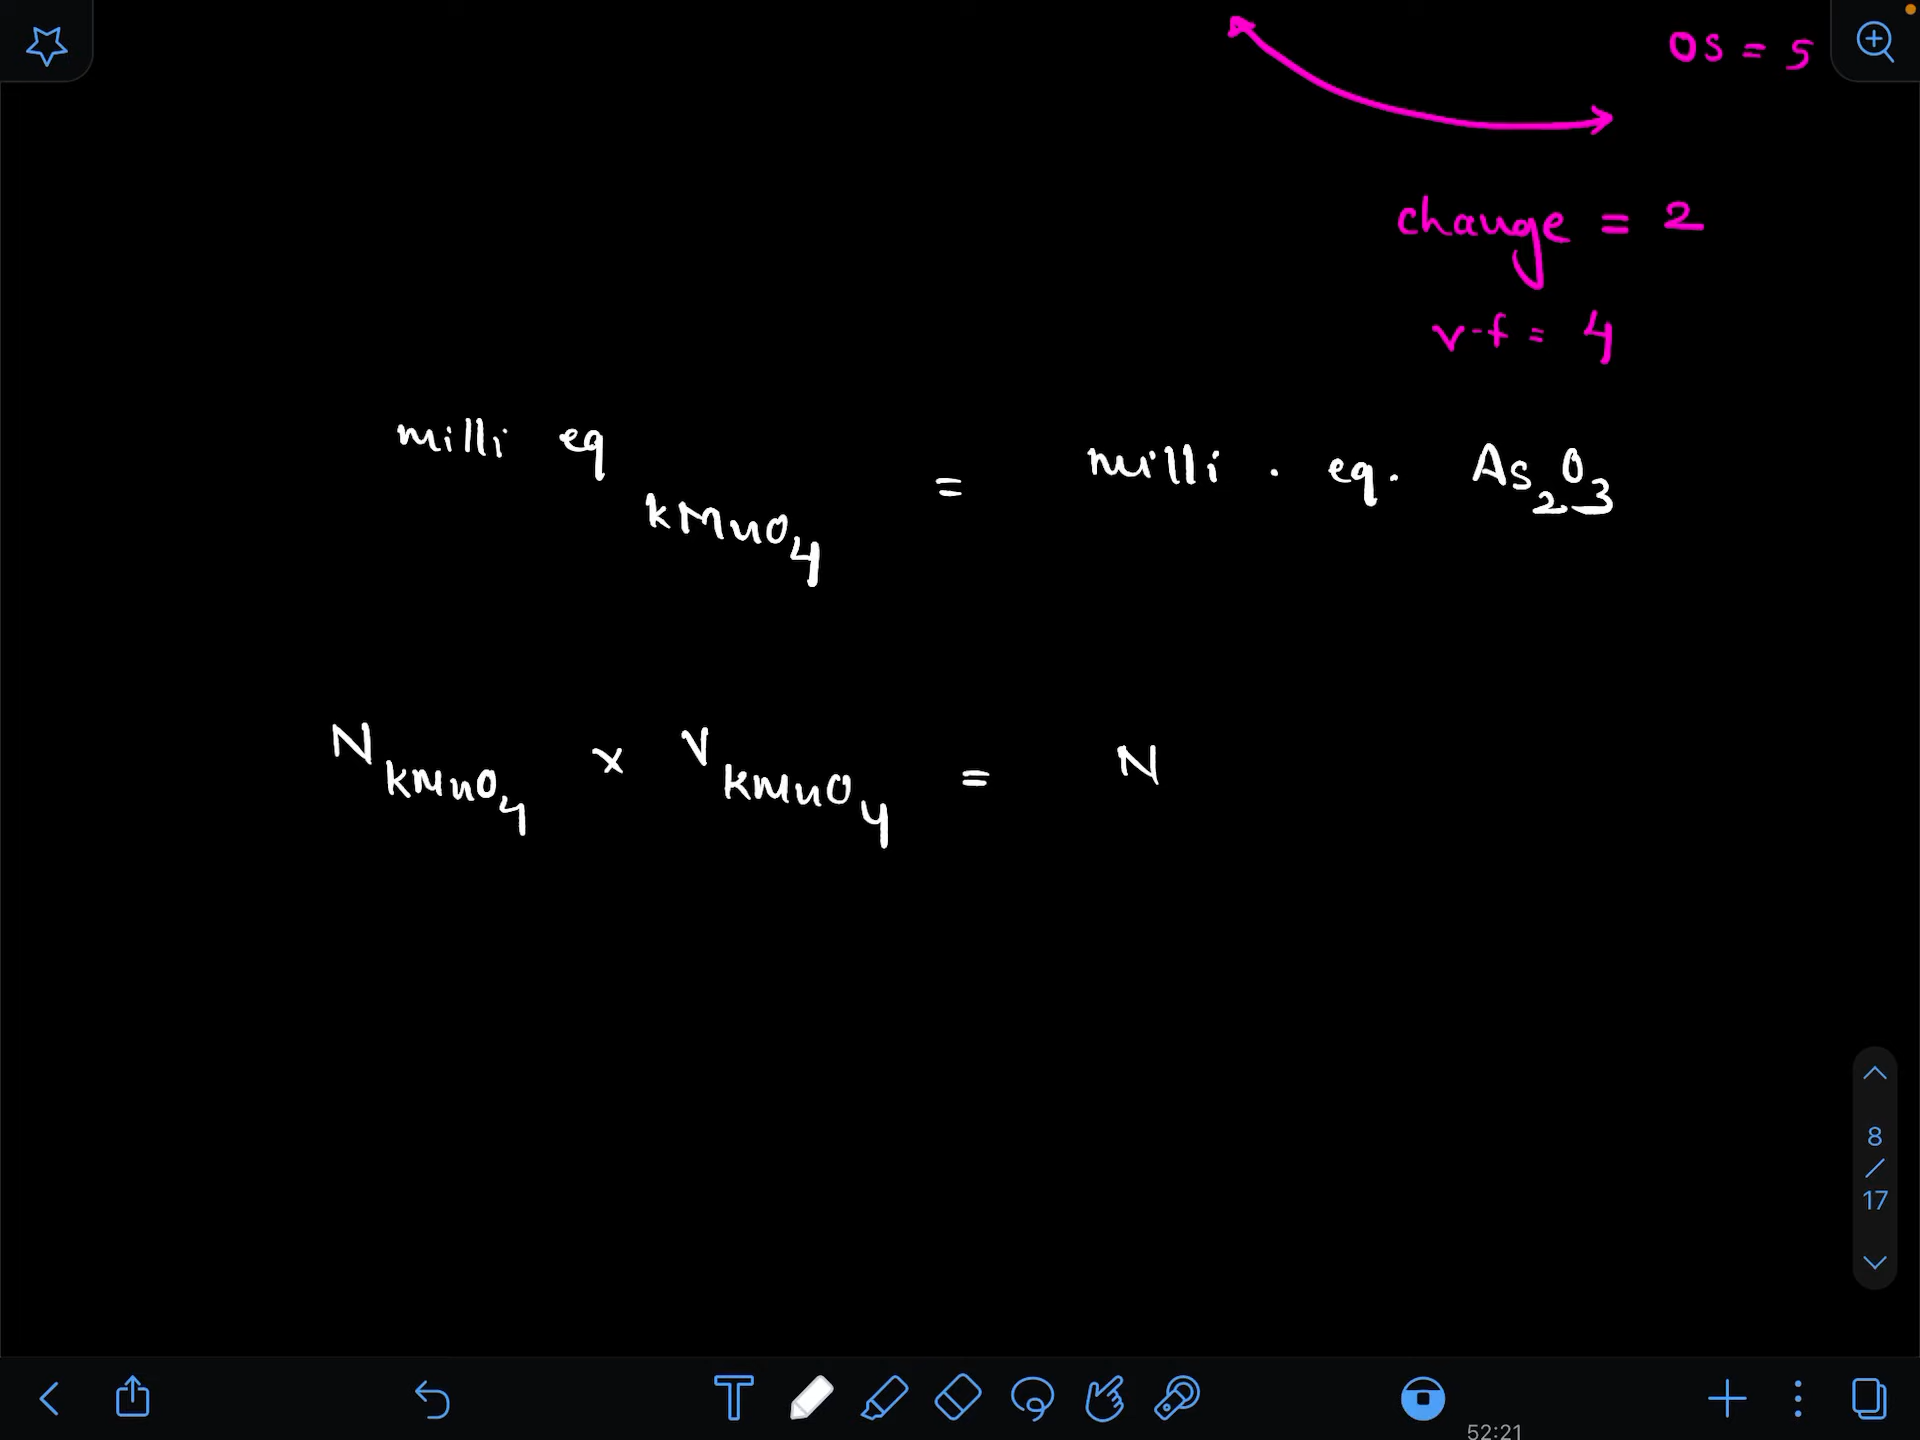 OS = 5
change = 2
v-f = 4
milli eq KMnO4 = milli . eq. As2O3
N KMnO4 x V KMnO4 = N
8
/
17
T
52:21